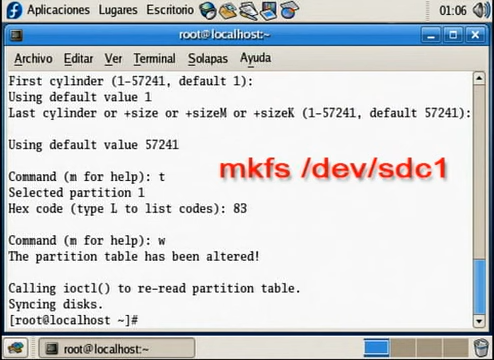 Aplicaciones Lugares Escritorio 01:06
root@localhost:~
Archivo Editar Ver Terminal Solapas Ayuda
First cylinder (1-57241, default 1):
Using default value 1
Last cylinder or +size or +sizeM or +sizeK (1-57241, default 57241):
Using default value 57241
mkfs /dev/sdc1
Command (m for help): t
Selected partition 1
Hex code (type L to list codes): 83
Command (m for help): w
The partition table has been altered!
Calling ioctl() to re-read partition table.
Syncing disks.
[root@localhost ~]#
root@localhost:~